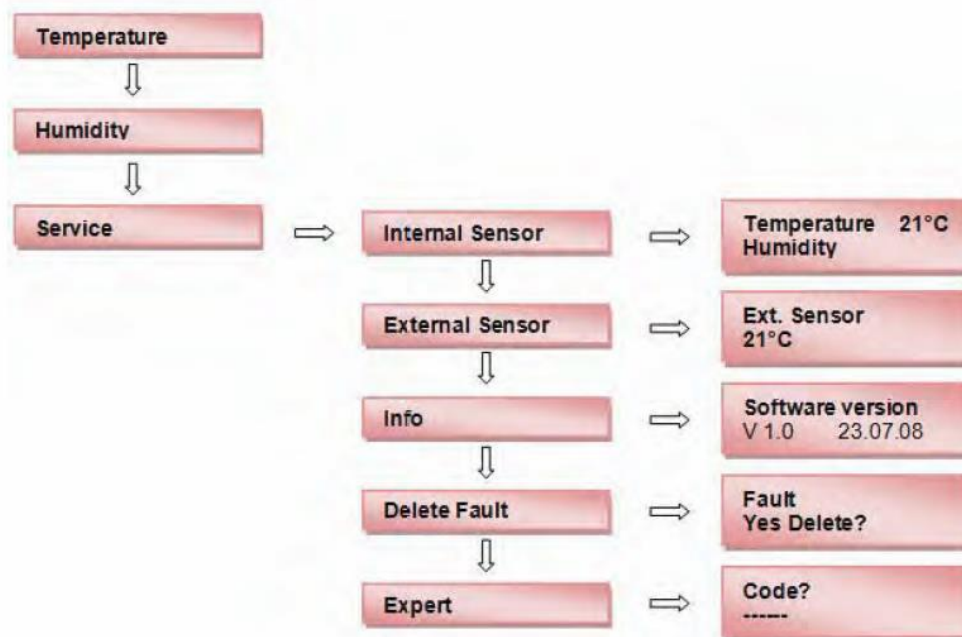 Temperature
Humidity
Service
Internal Sensor
Temperature 21°C
Humidity
External Sensor
Ext. Sensor
21°C
Info
Software version
V 1.0 23.07.08
Delete Fault
Fault
Yes Delete?
Expert
Code?
------